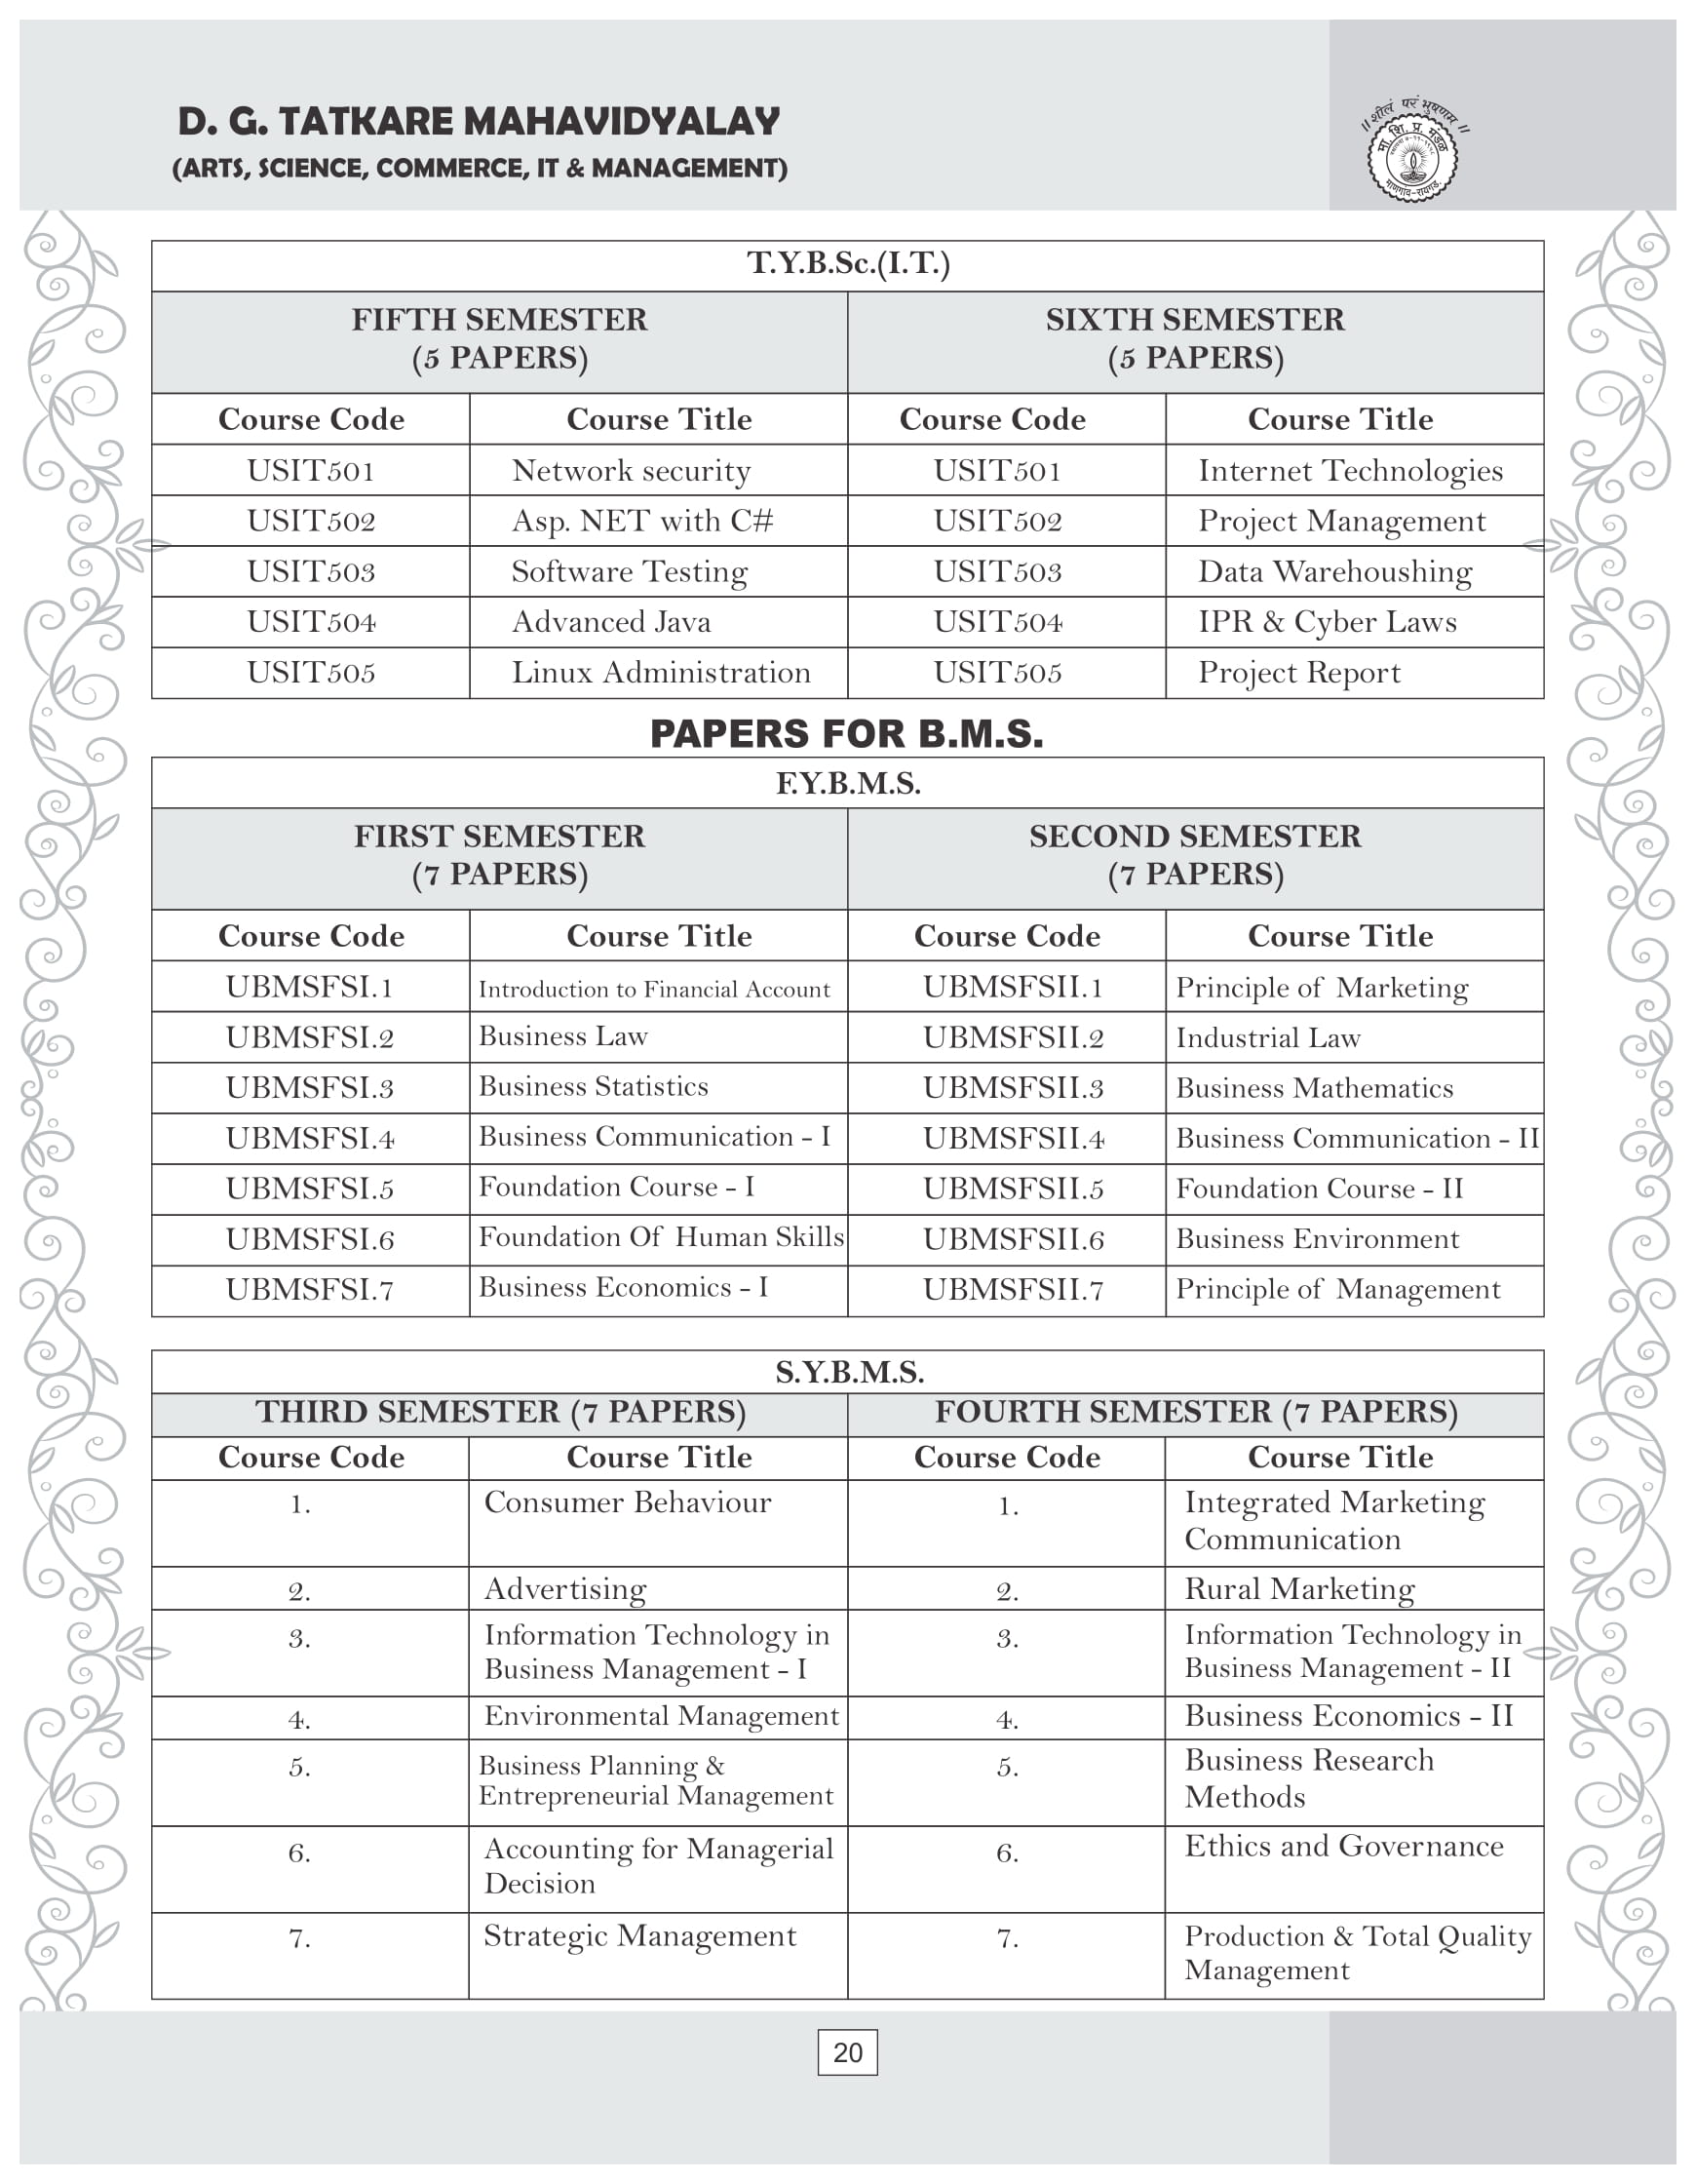 D. G. TATKARE MAHAVIDYALAY
(ARTS, SCIENCE, COMMERCE, IT & MANAGEMENT)
॥ शीलं परं भुषणम ॥
मा. शि. प्र. मंडळ
माणगाव-रायगड.
T.Y.B.Sc.(I.T.)
FIFTH SEMESTER (5 PAPERS) SIXTH SEMESTER (5 PAPERS)
Course Code Course Title Course Code Course Title
USIT501 Network security USIT501 Internet Technologies
USIT502 Asp. NET with C# USIT502 Project Management
USIT503 Software Testing USIT503 Data Warehoushing
USIT504 Advanced Java USIT504 IPR & Cyber Laws
USIT505 Linux Administration USIT505 Project Report
PAPERS FOR B.M.S.
F.Y.B.M.S.
FIRST SEMESTER (7 PAPERS) SECOND SEMESTER (7 PAPERS)
Course Code Course Title Course Code Course Title
UBMSFSI.1 Introduction to Financial Account UBMSFSII.1 Principle of Marketing
UBMSFSI.2 Business Law UBMSFSII.2 Industrial Law
UBMSFSI.3 Business Statistics UBMSFSII.3 Business Mathematics
UBMSFSI.4 Business Communication - I UBMSFSII.4 Business Communication - II
UBMSFSI.5 Foundation Course - I UBMSFSII.5 Foundation Course - II
UBMSFSI.6 Foundation Of Human Skills UBMSFSII.6 Business Environment
UBMSFSI.7 Business Economics - I UBMSFSII.7 Principle of Management
S.Y.B.M.S.
THIRD SEMESTER (7 PAPERS) FOURTH SEMESTER (7 PAPERS)
Course Code Course Title Course Code Course Title
1. Consumer Behaviour 1. Integrated Marketing Communication
2. Advertising 2. Rural Marketing
3. Information Technology in Business Management - I 3. Information Technology in Business Management - II
4. Environmental Management 4. Business Economics - II
5. Business Planning & Entrepreneurial Management 5. Business Research Methods
6. Accounting for Managerial Decision 6. Ethics and Governance
7. Strategic Management 7. Production & Total Quality Management
20